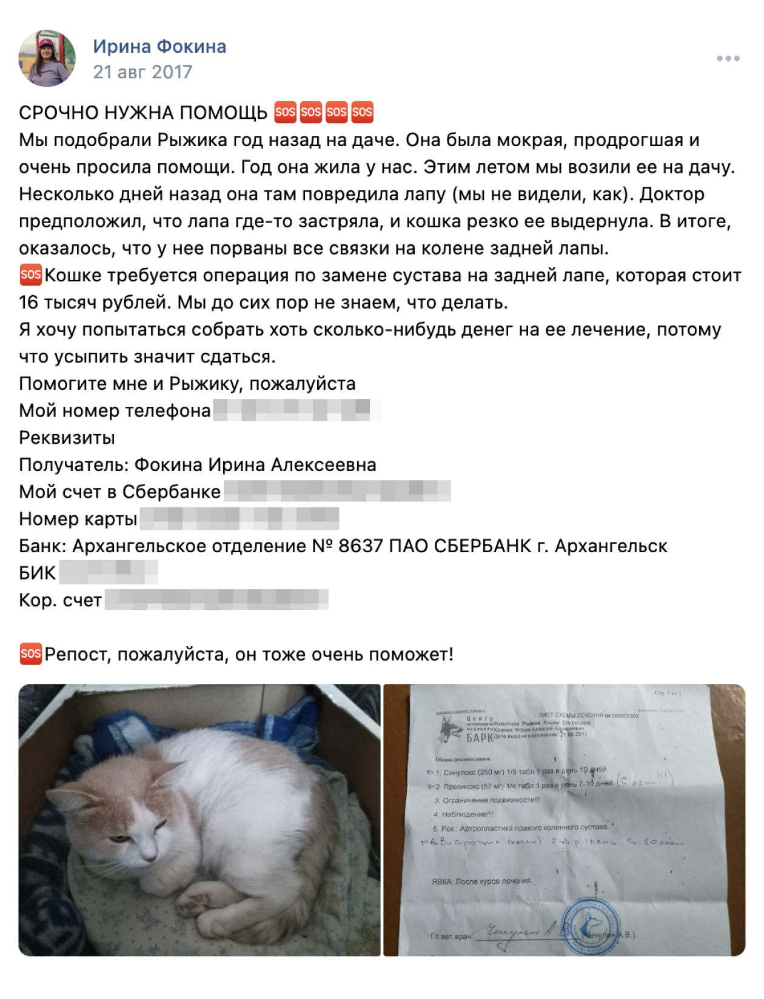 Ирина Фокина
21 авг 2017
СРОЧНО НУЖНА ПОМОЩЬ 🆘🆘🆘🆘
Мы подобрали Рыжика год назад на даче. Она была мокрая, продрогшая и
очень просила помощи. Год она жила у нас. Этим летом мы возили ее на дачу.
Несколько дней назад она там повредила лапу (мы не видели, как). Доктор
предположил, что лапа где-то застряла, и кошка резко ее выдернула. В итоге,
оказалось, что у нее порваны все связки на колене задней лапы.
🆘Кошке требуется операция по замене сустава на задней лапе, которая стоит
16 тысяч рублей. Мы до сих пор не знаем, что делать.
Я хочу попытаться собрать хоть сколько-нибудь денег на ее лечение, потому
что усыпить значит сдаться.
Помогите мне и Рыжику, пожалуйста
Мой номер телефона
Реквизиты
Получатель: Фокина Ирина Алексеевна
Мой счет в Сбербанке
Номер карты
Банк: Архангельское отделение № 8637 ПАО СБЕРБАНК г. Архангельск
БИК
Кор. счет
🆘Репост, пожалуйста, он тоже очень поможет!
Стр. 1 из 1
ЛИСТ СХЕМЫ ЛЕЧЕНИЯ № 000007302
Центр
ветеринарной
медицины
БАРК
Животное: Рыжая, Кошки, Б/п (кошки)
Хозяин: Фокин Алексей Алексеевич
Дата выдачи назначения: 21.08.2017
Общая рекомендации:
1. Синулокс (250 мг) 1/5 табл 1 раз в день 10 дней.
2. Превикокс (57 мг) 1/4 табл 1 раз в день 7-10 дней. (С едой!!!)
3. Ограничение подвижности!!!
4. Наблюдение!!!
5. Рек.: Артропластика правого коленного сустава.
(капли) 2-3 р/день 5-10 дней.
ЯВКА: После курса лечения.
Гл.вет.врач: Чечулин А.В. (Чечулин А.В.).